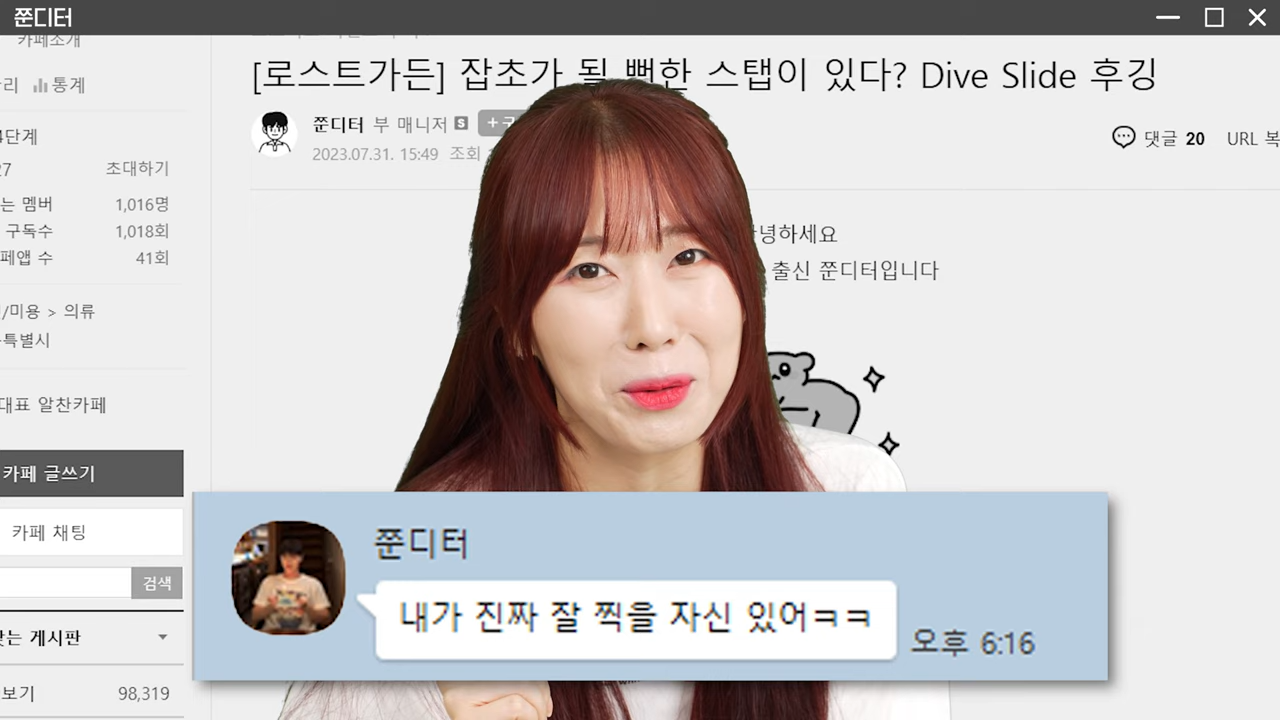 쭌디터
카페소개
통계
4단계
초대하기
는 멤버 1,016명
구독수 1,018회
페앱 수 41회
/미용 > 의류
특별시
대표 알찬카페
카페 글쓰기
카페 채팅
검색
는 게시판
보기 98,319
[로스트가든] 잡초가 될 뻔한 스탭이 있다? Dive Slide 후깅
쭌디터 부 매니저
2023.07.31. 15:49 조회
댓글 20 URL 복
녕하세요
출신 쭌디터입니다
쭌디터
내가 진짜 잘 찍을 자신 있어ㅋㅋ
오후 6:16